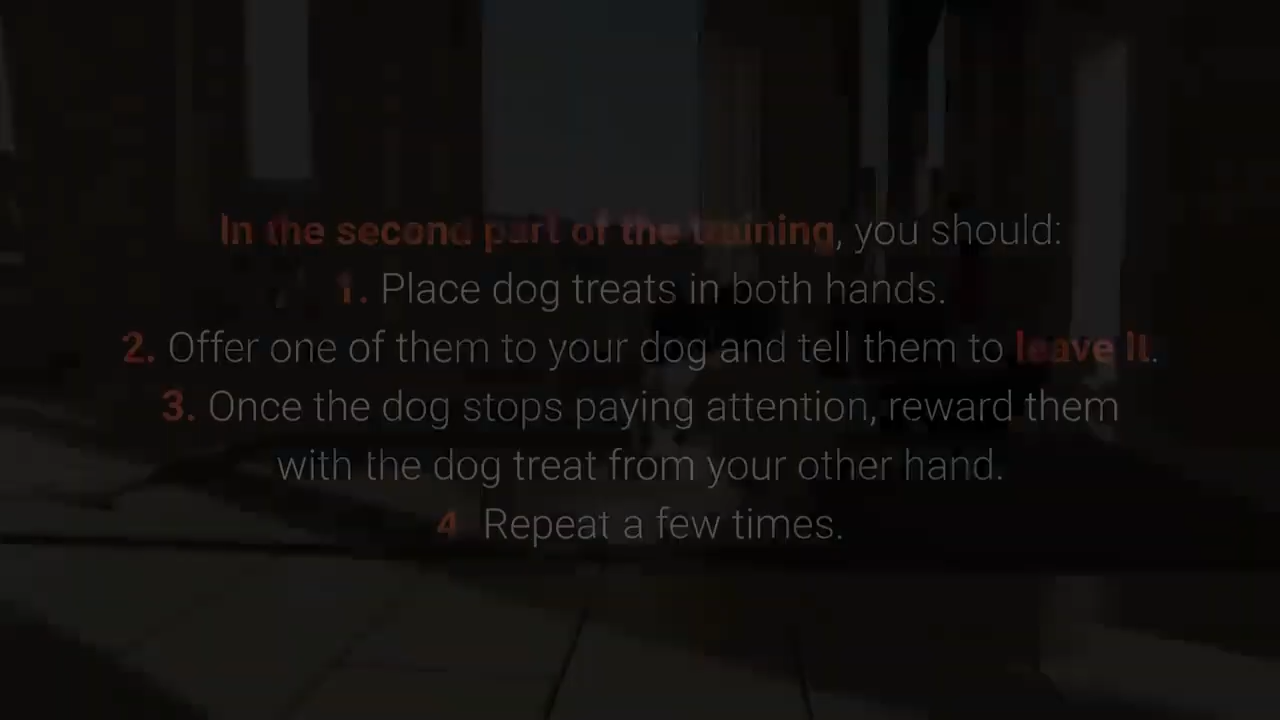 In the second part of the training, you should:
1. Place dog treats in both hands.
2. Offer one of them to your dog and tell them to leave it.
3. Once the dog stops paying attention, reward them
with the dog treat from your other hand.
4. Repeat a few times.